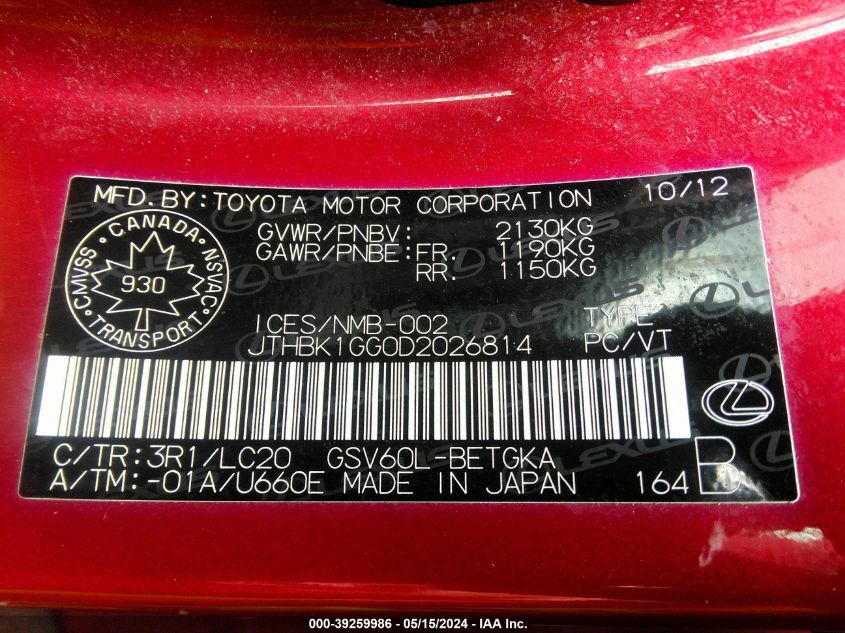 MFD.BY:TOYOTA MOTOR CORPORATION 10/12
GVWR/PNBV: 2130KG
GAWR/PNBE: FR. 1190KG
RR. 1150KG
CANADA
CMVSS 930 NSVAC
TRANSPORT
ICES/NMB-002 TYPE
JTHBK1GG0D2026814 PC/VT
C/TR:3R1/LC20 GSV60L-BETGKA
A/TM:-01A/U660E MADE IN JAPAN 164 B
LEXUS
000-39259986 - 05/15/2024 - IAA Inc.